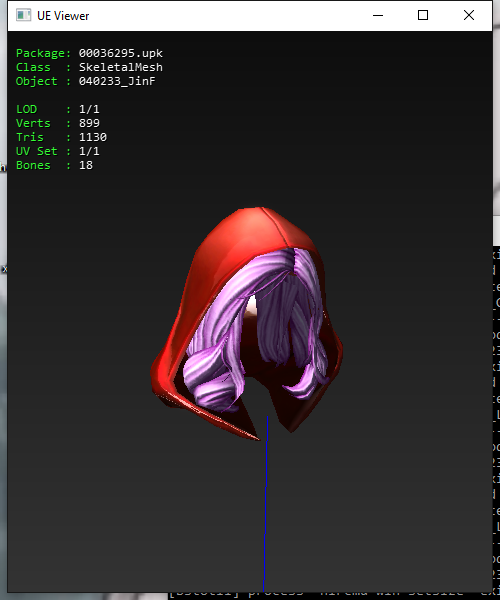 UE Viewer
Package: 00036295.upk
Class : SkeletalMesh
Object : 040233_JinF
LOD : 1/1
Verts : 899
Tris : 1130
UV Set : 1/1
Bones : 18